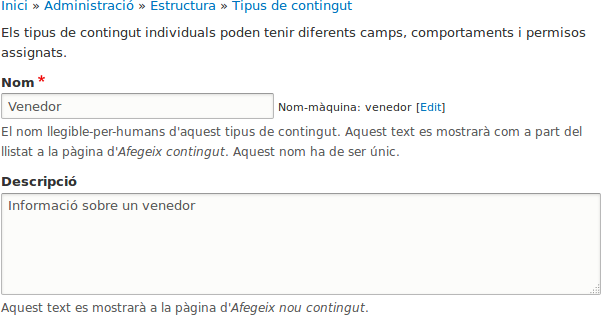 Inici » Administració » Estructura » Tipus de contingut
Els tipus de contingut individuals poden tenir diferents camps, comportaments i permisos
assignats.
Nom *
Venedor Nom-màquina: venedor [Edit]
El nom llegible-per-humans d'aquest tipus de contingut. Aquest text es mostrarà com a part del
llistat a la pàgina d'Afegeix contingut. Aquest nom ha de ser únic.
Descripció
Informació sobre un venedor
Aquest text es mostrarà a la pàgina d'Afegeix nou contingut.